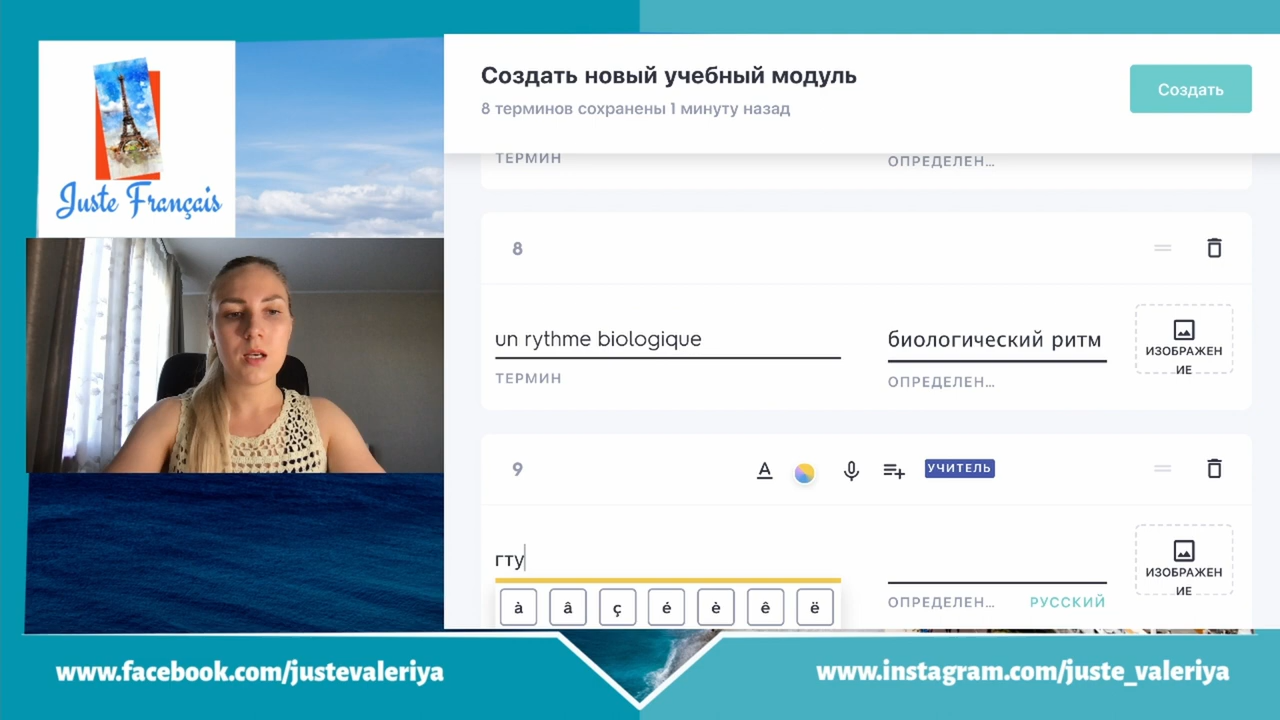 Juste Français
Создать новый учебный модуль
8 терминов сохранены 1 минуту назад
Создать
ТЕРМИН
ОПРЕДЕЛЕН...
8
un rythme biologique
биологический ритм
ТЕРМИН
ОПРЕДЕЛЕН...
ИЗОБРАЖЕН
ИЕ
9
УЧИТЕЛЬ
гту
à â ç é è ê ë
ОПРЕДЕЛЕН...
РУССКИЙ
ИЗОБРАЖЕН
ИЕ
www.facebook.com/justevaleriya
www.instagram.com/juste_valeriya